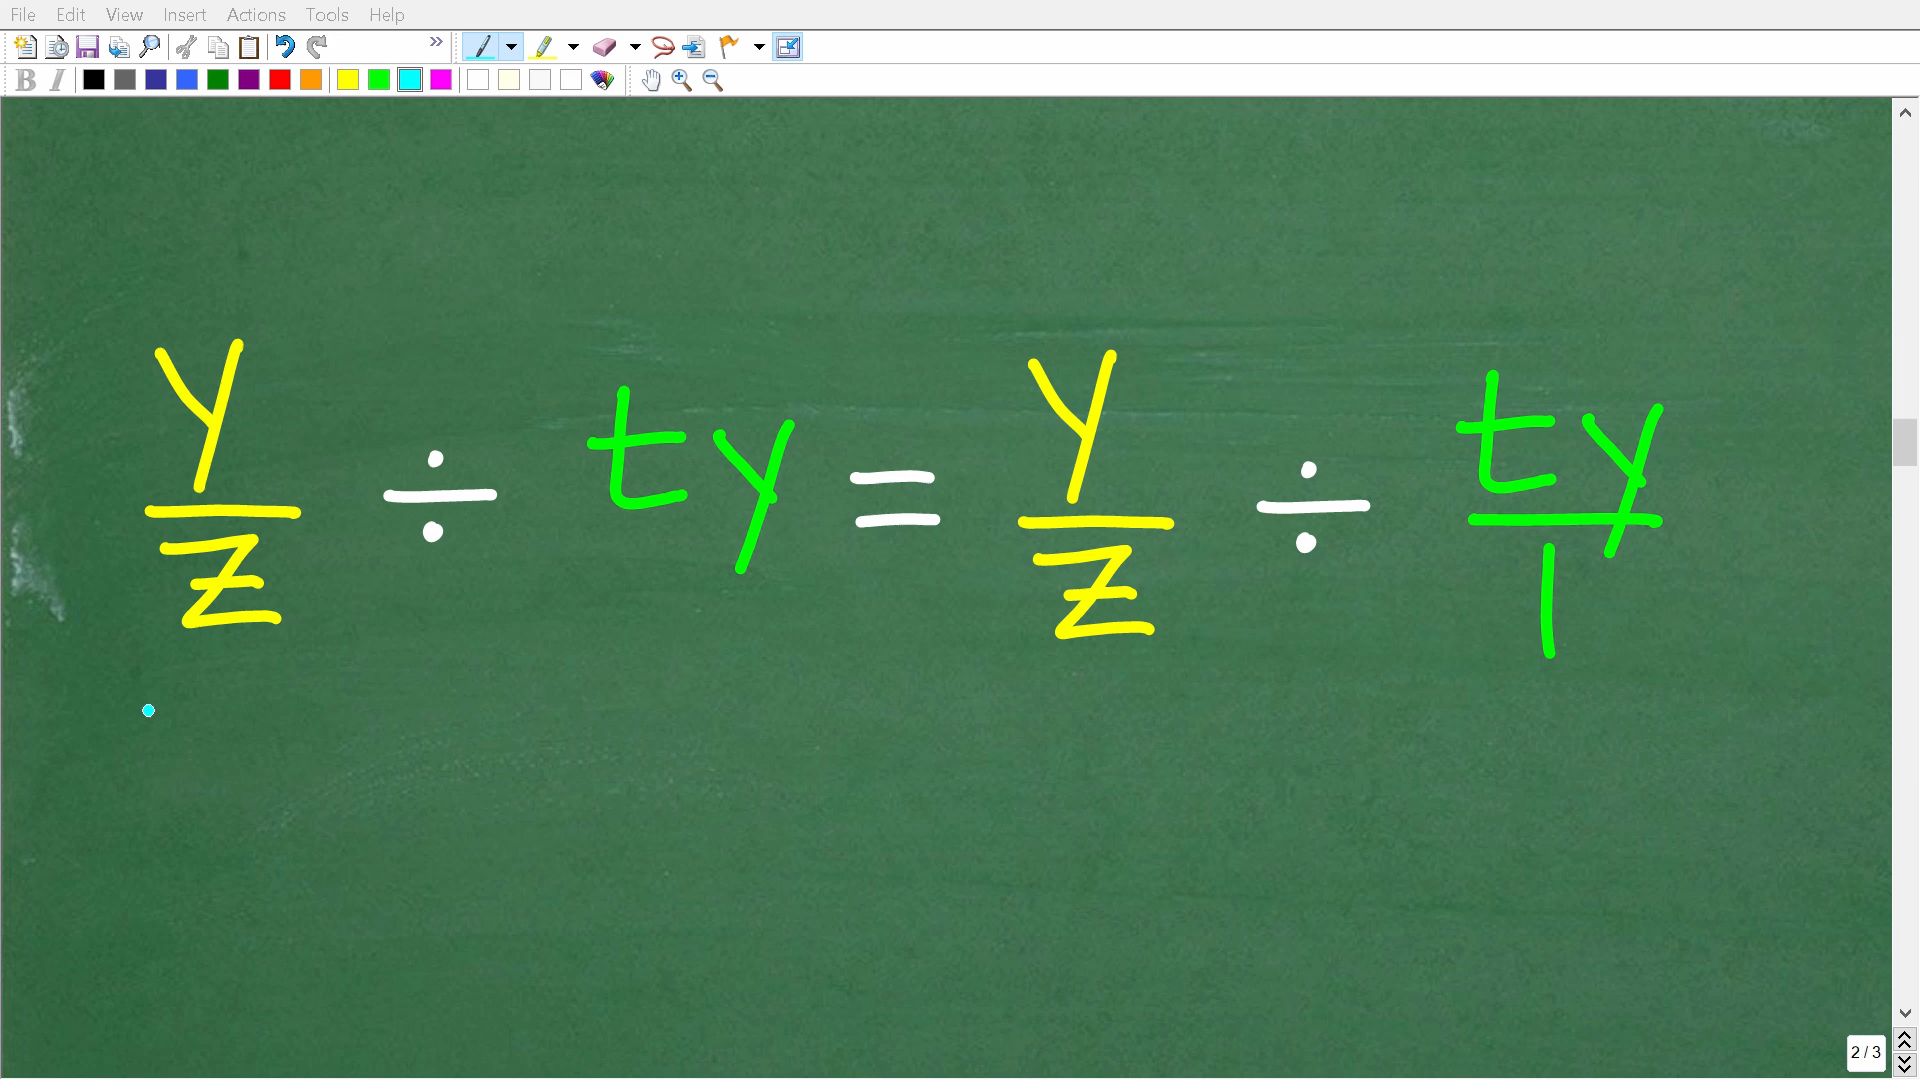 File Edit View Insert Actions Tools Help
B I
y/z ÷ ty = y/z ÷ ty/1
2 / 3